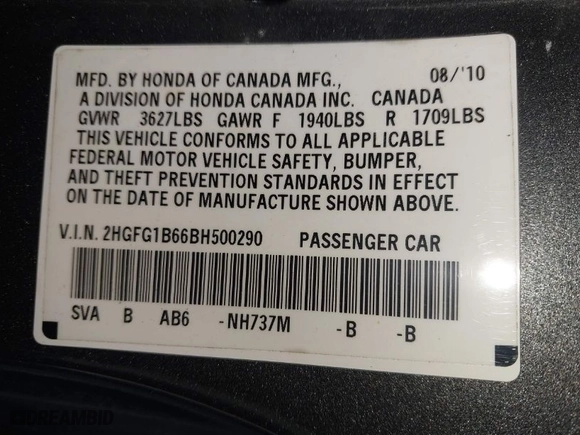 MFD. BY HONDA OF CANADA MFG., 08/'10
A DIVISION OF HONDA CANADA INC. CANADA
GVWR 3627LBS GAWR F 1940LBS R 1709LBS
THIS VEHICLE CONFORMS TO ALL APPLICABLE
FEDERAL MOTOR VEHICLE SAFETY, BUMPER,
AND THEFT PREVENTION STANDARDS IN EFFECT
ON THE DATE OF MANUFACTURE SHOWN ABOVE.
V.I.N. 2HGFG1B66BH500290 PASSENGER CAR
SVA B AB6 -NH737M -B -B
DREAMBID